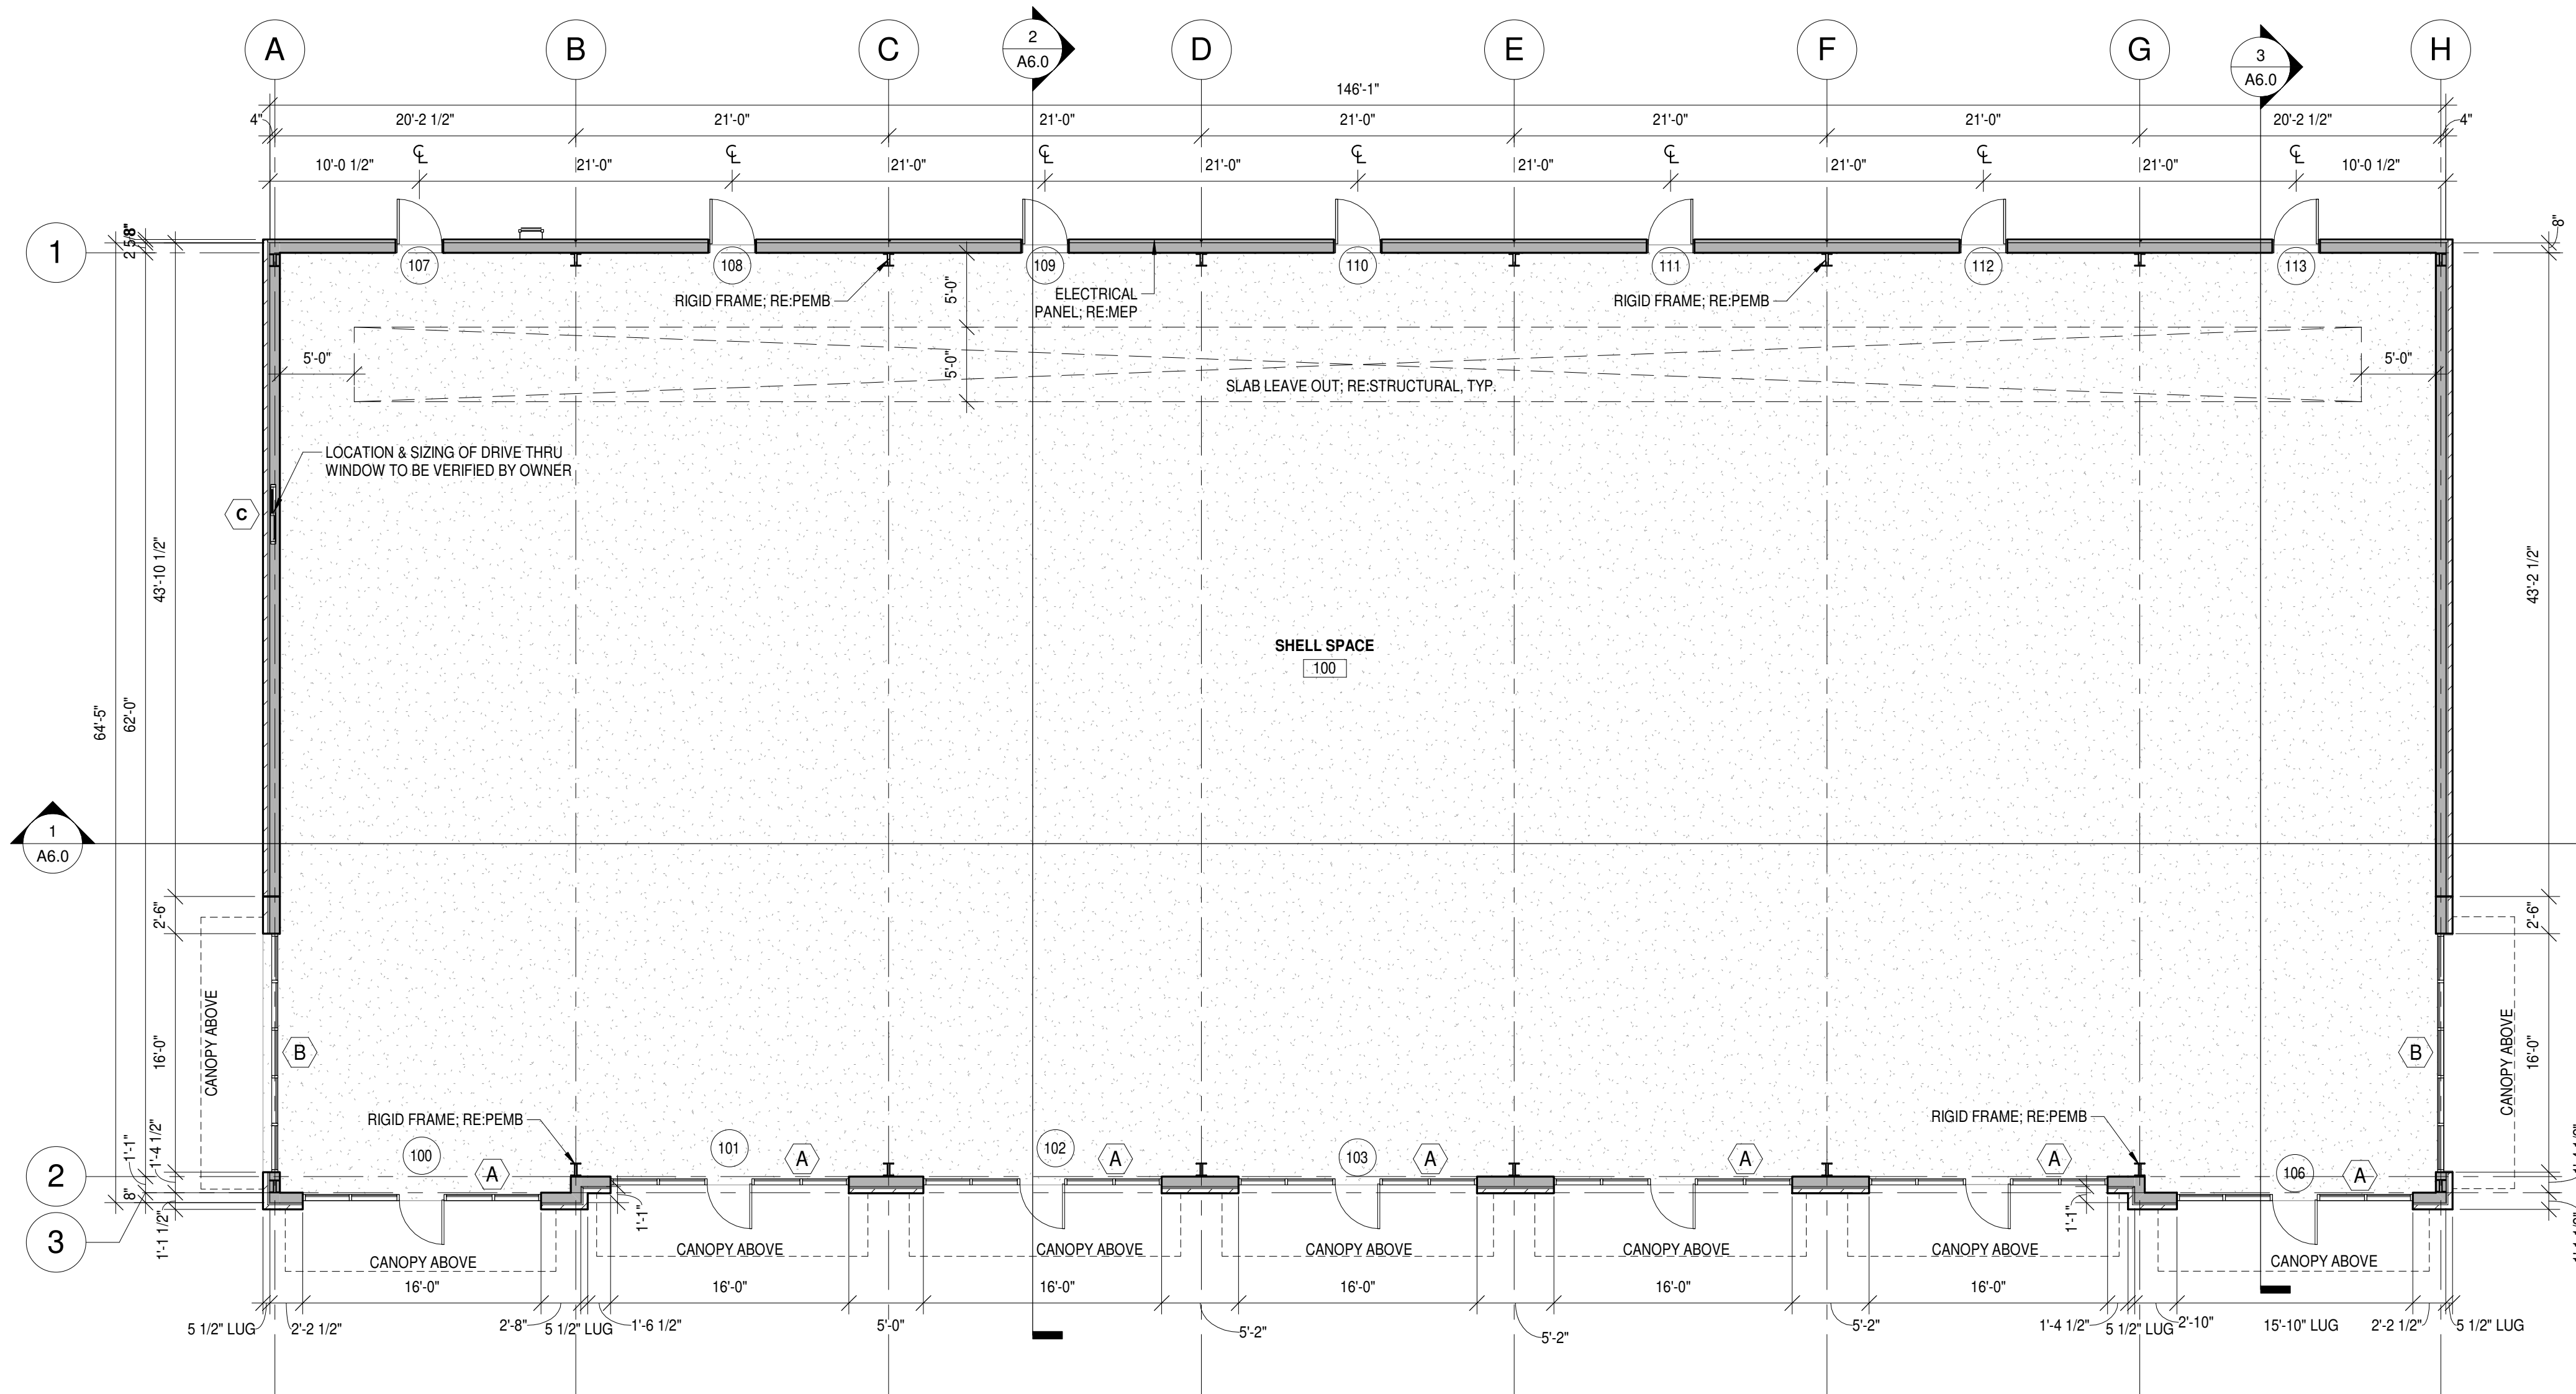 A B C D E F G H
2
A6.0
3
A6.0
146'-1"
4" 20'-2 1/2" 21'-0" 21'-0" 21'-0" 21'-0" 21'-0" 20'-2 1/2" 4"
10'-0 1/2" 21'-0" 21'-0" 21'-0" 21'-0" 21'-0" 21'-0" 10'-0 1/2"
1
8"
107 108 109 110 111 112 113
RIGID FRAME; RE:PEMB
ELECTRICAL
PANEL; RE:MEP
RIGID FRAME; RE:PEMB
5'-0"
5'-0"
5'-0"
5'-0"
SLAB LEAVE OUT; RE:STRUCTURAL, TYP.
LOCATION & SIZING OF DRIVE THRU
WINDOW TO BE VERIFIED BY OWNER
C
43'-10 1/2"
43'-2 1/2"
SHELL SPACE
100
64'-5"
62'-0"
1
A6.0
2'-6"
2'-6"
CANOPY ABOVE
16'-0"
B
B
CANOPY ABOVE
16'-0"
RIGID FRAME; RE:PEMB
RIGID FRAME; RE:PEMB
1'-1"
1'-4 1/2"
2
100 A 101 A 102 A 103 A A A 106 A
8"
1'-1 1/2"
1'-1"
1'-1"
3
CANOPY ABOVE CANOPY ABOVE CANOPY ABOVE CANOPY ABOVE CANOPY ABOVE CANOPY ABOVE CANOPY ABOVE
16'-0" 16'-0" 16'-0" 16'-0" 16'-0" 16'-0"
5 1/2" LUG 2'-2 1/2" 2'-8" 5 1/2" LUG 1'-6 1/2" 5'-0" 5'-2" 5'-2" 5'-2" 1'-4 1/2" 5 1/2" LUG 2'-10" 15'-10" LUG 2'-2 1/2" 5 1/2" LUG